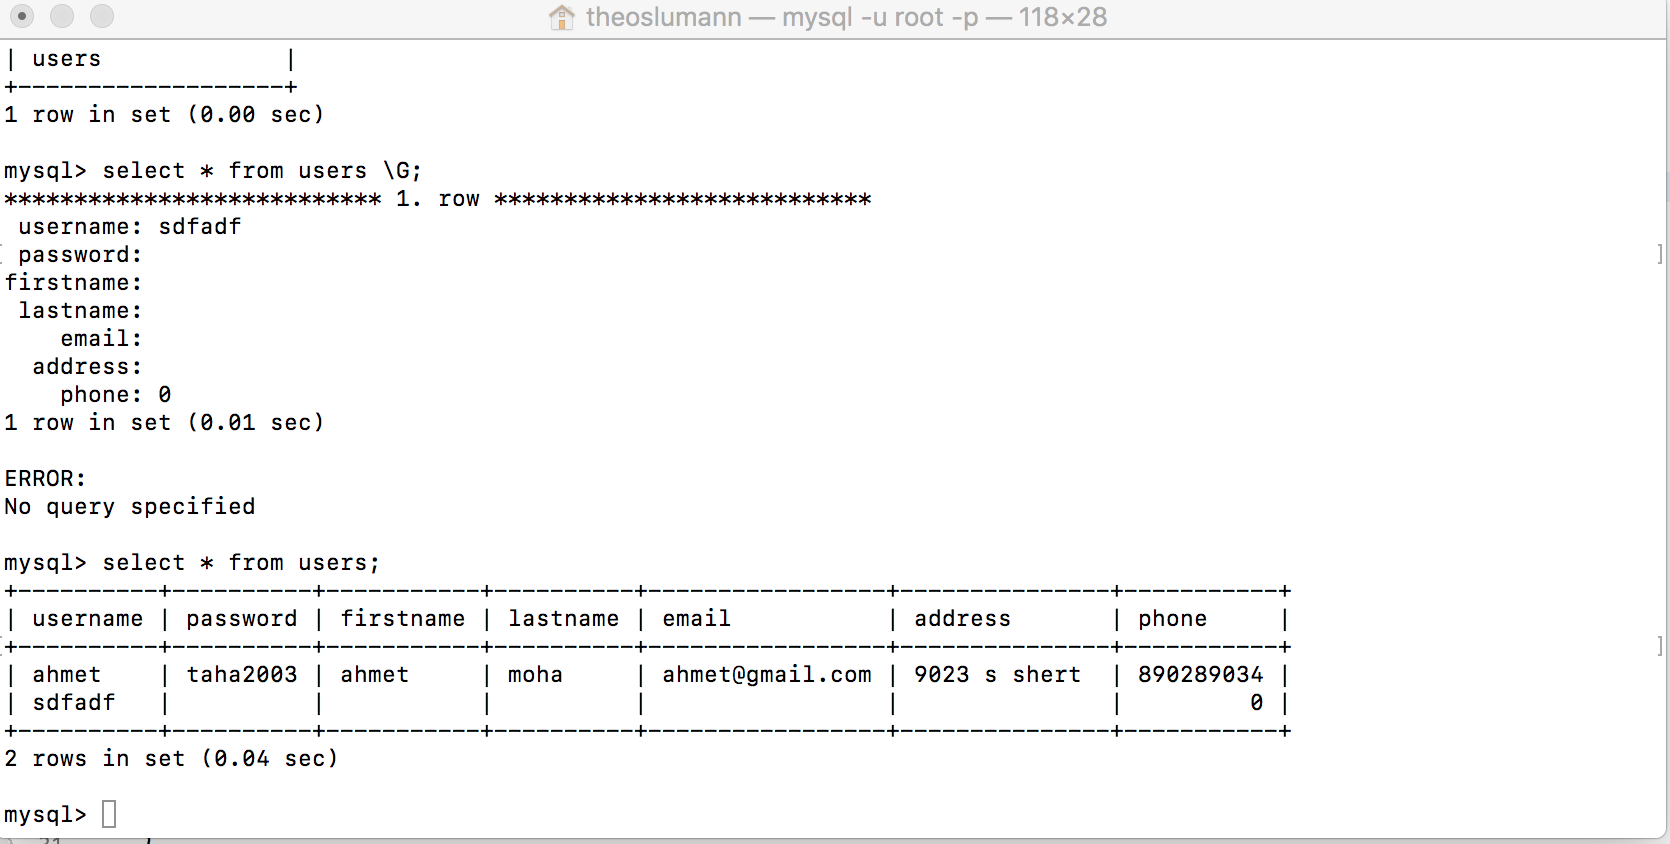 theoslumann — mysql -u root -p — 118×28
| users             |
+-------------------+
1 row in set (0.00 sec)
mysql> select * from users \G;
*************************** 1. row ***************************
 username: sdfadf
 password:
firstname:
 lastname:
    email:
  address:
    phone: 0
1 row in set (0.01 sec)
ERROR:
No query specified
mysql> select * from users;
+----------+----------+-----------+----------+-----------------+---------------+-----------+
| username | password | firstname | lastname | email           | address       | phone     |
+----------+----------+-----------+----------+-----------------+---------------+-----------+
| ahmet    | taha2003 | ahmet     | moha     | ahmet@gmail.com | 9023 s shert  | 890289034 |
| sdfadf   |          |           |          |                 |               |         0 |
+----------+----------+-----------+----------+-----------------+---------------+-----------+
2 rows in set (0.04 sec)
mysql>